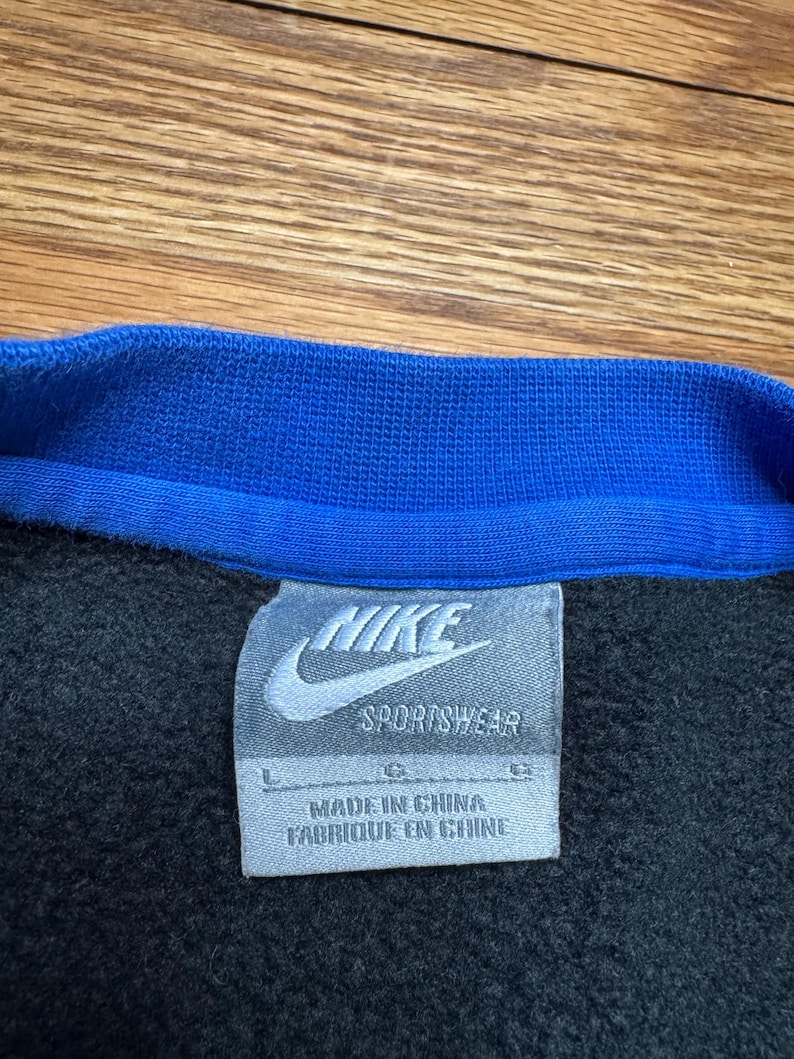 NIKE
SPORTSWEAR
L G G
MADE IN CHINA
FABRIQUE EN CHINE